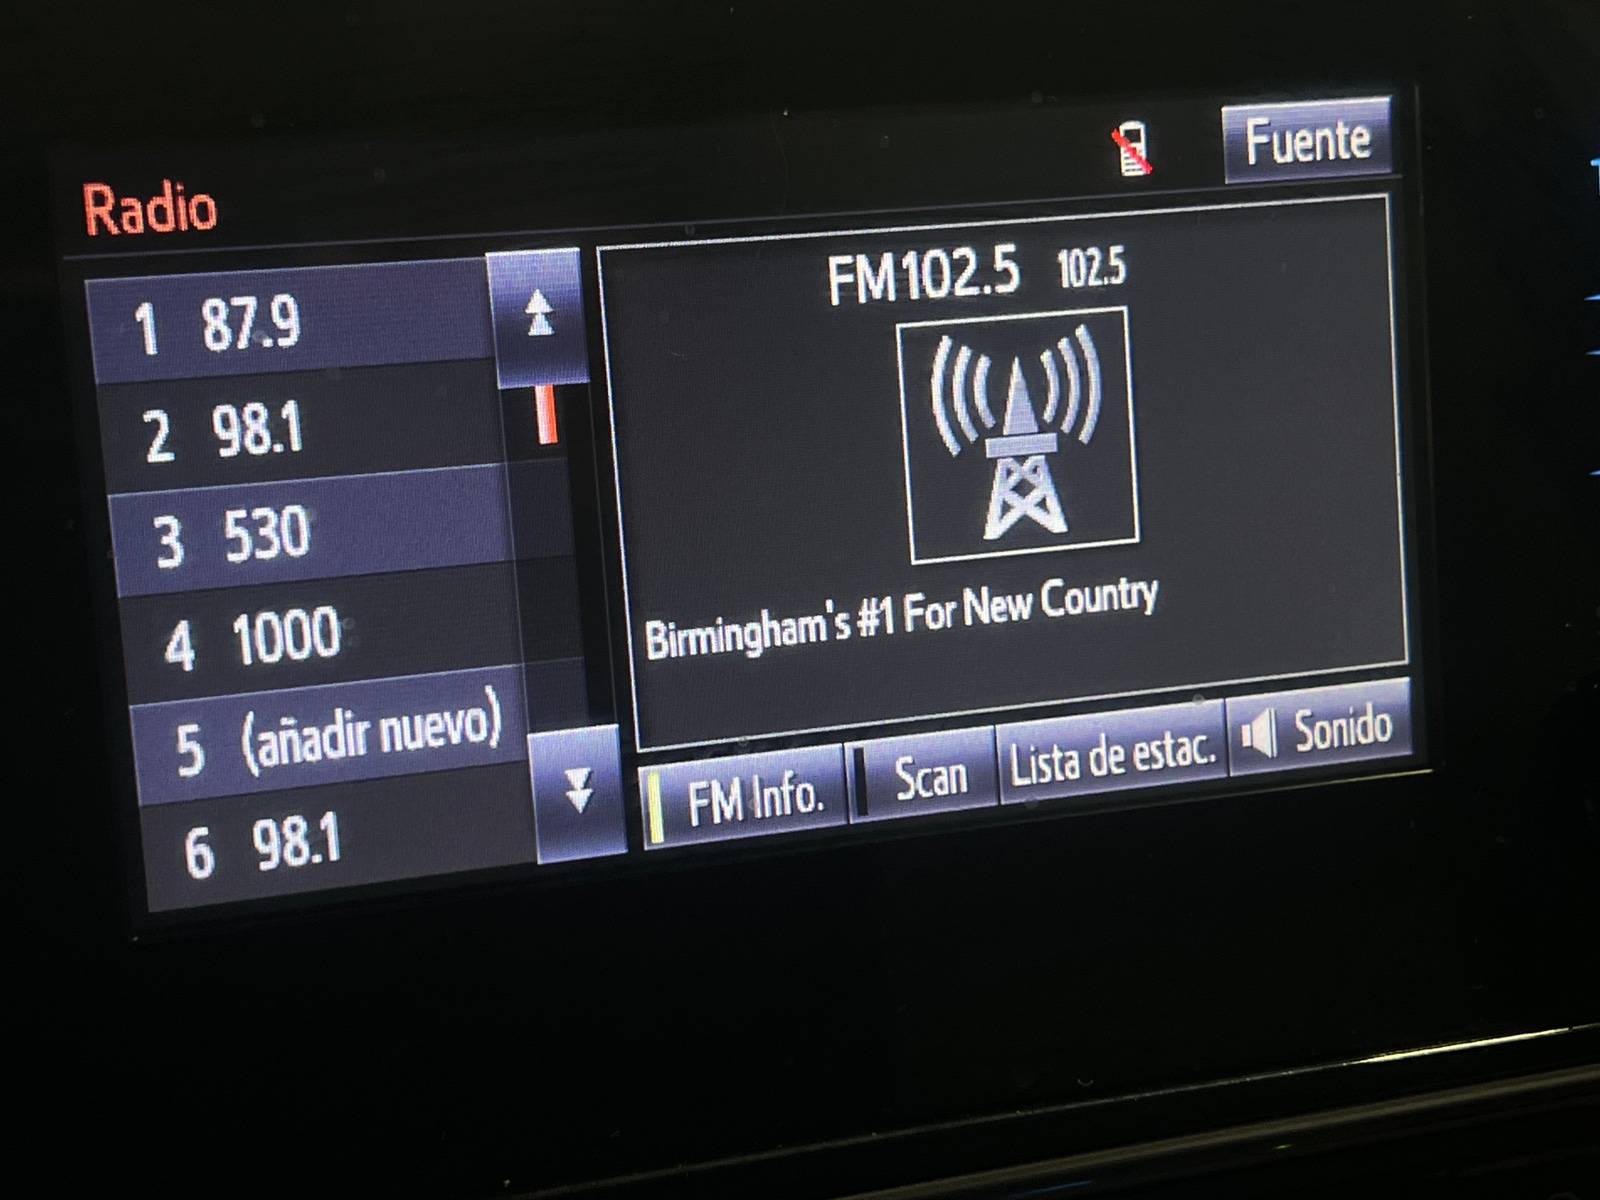 Radio
Fuente
1 87.9
2 98.1
3 530
4 1000
5 (añadir nuevo)
6 98.1
FM102.5 102.5
Birmingham's #1 For New Country
FM Info.
Scan
Lista de estac.
Sonido